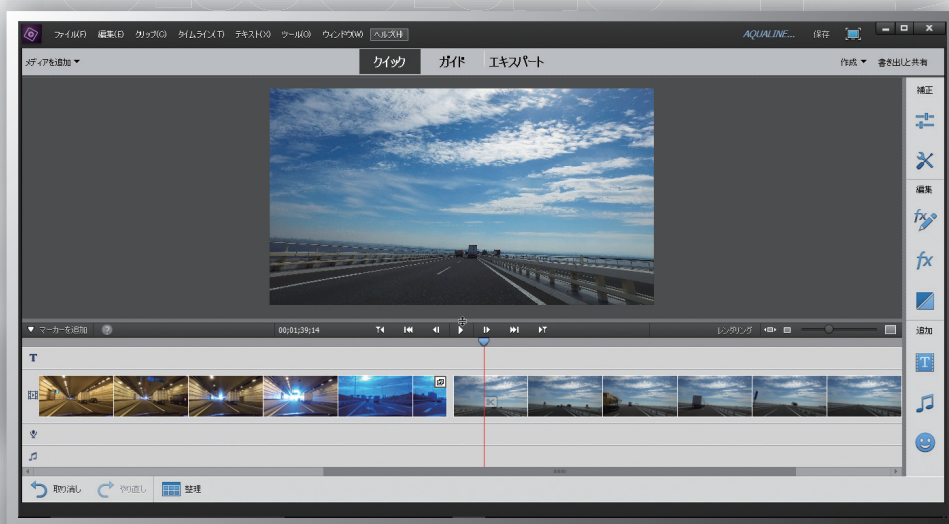 ファイル(F) 編集(E) クリップ(C) タイムライン(T) テキスト(X) ツール(O) ウィンドウ(W) ヘルプ(H) AQUALINE... 保存
メディアを追加 クイック ガイド エキスパート 作成 書き出しと共有
補正
編集
fx
fx
マーカーを追加 ? 00;01;39;14 レンダリング
追加
T
T
取り消し やり直し 整理